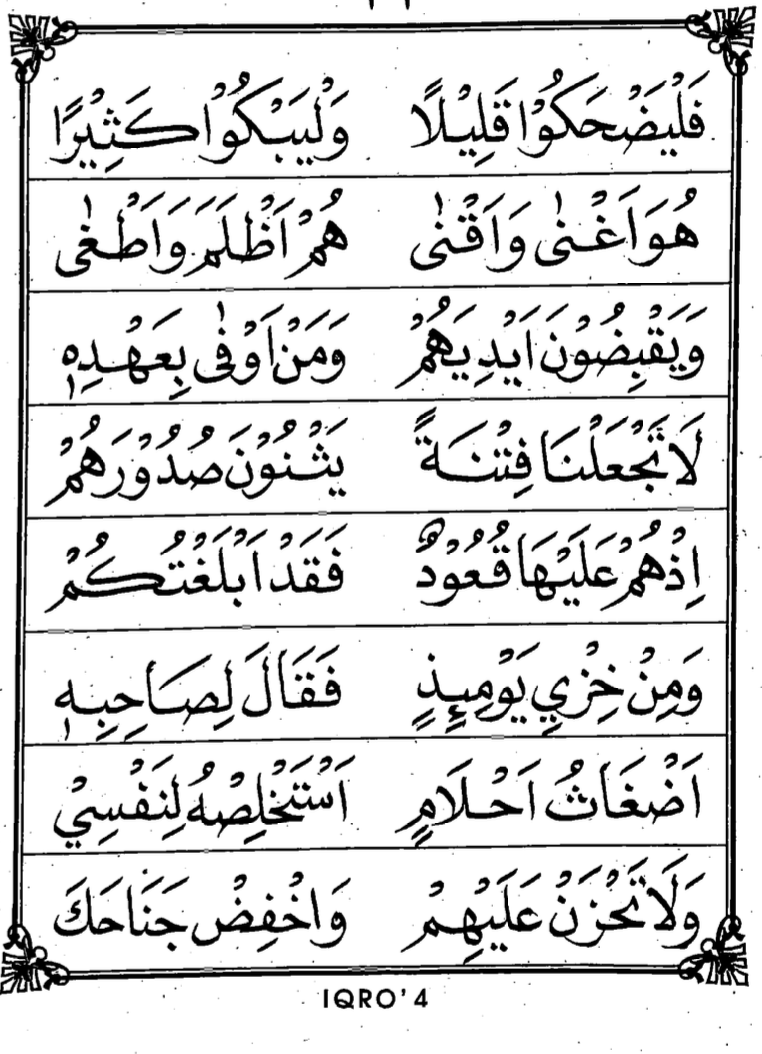 فَلْيَضْحَكُوْا قَلِيْلًا وَلْيَبْكُوْا كَثِيْرًا
هُوَ اَغْنٰى وَاَقْنٰى هُمْ اَظْلَمَ وَاَطْغٰى
وَيَقْبِضُوْنَ اَيْدِيَهُمْ وَمَنْ اَوْفٰى بِعَهْدِهٖ
لَا تَجْعَلْنَا فِتْنَةً يَثْنُوْنَ صُدُوْرَهُمْ
اِذْهُمْ عَلَيْهَا قُعُوْدٌ فَقَدْ اَبْلَغْتُكُمْ
وَمِنْ خِزْيِ يَوْمِئِذٍ فَقَالَ لِصَاحِبِهٖ
اَضْغَاثُ اَحْلَامٍ اَسْتَخْلِصْهُ لِنَفْسِيْ
وَلَا تَحْزَنْ عَلَيْهِمْ وَاخْفِضْ جَنَاحَكَ
IQRO' 4